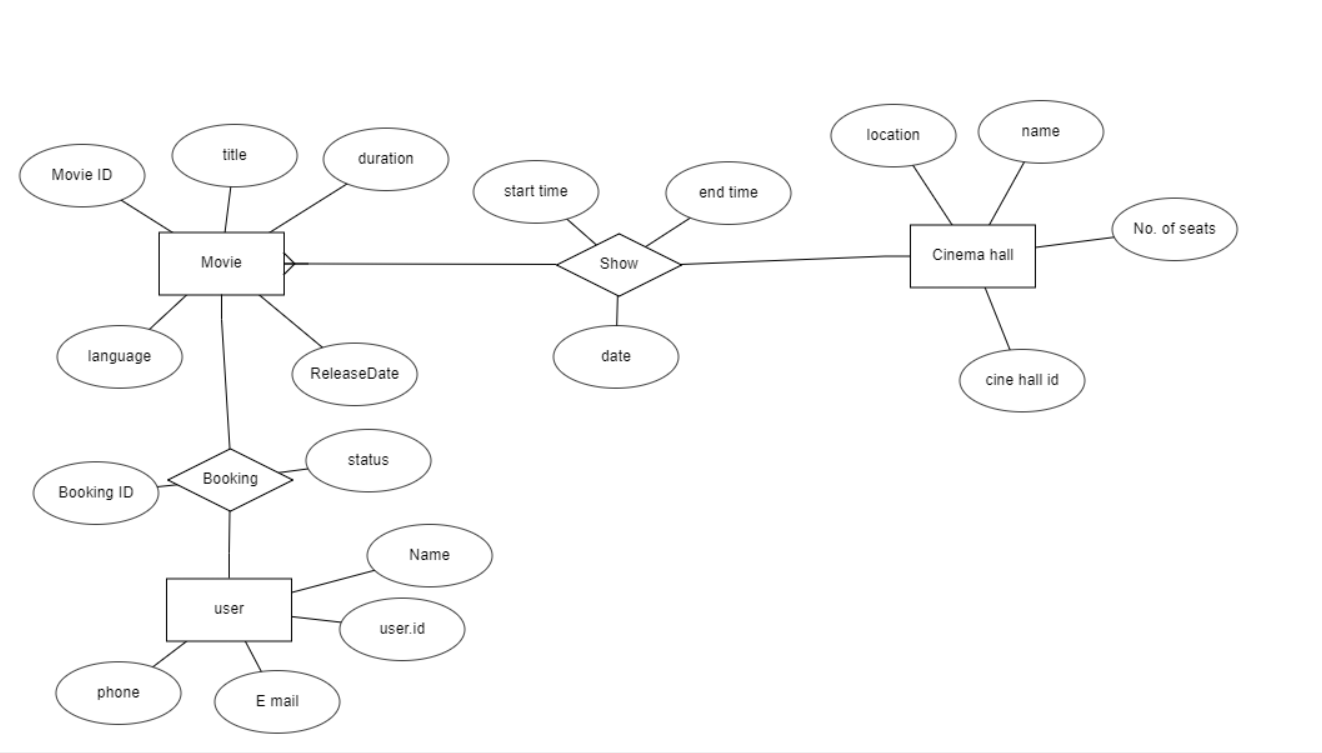 location
name
title
duration
Movie ID
start time
end time
No. of seats
Movie
Show
Cinema hall
language
ReleaseDate
date
cine hall id
status
Booking
Booking ID
Name
user
user.id
phone
E mail